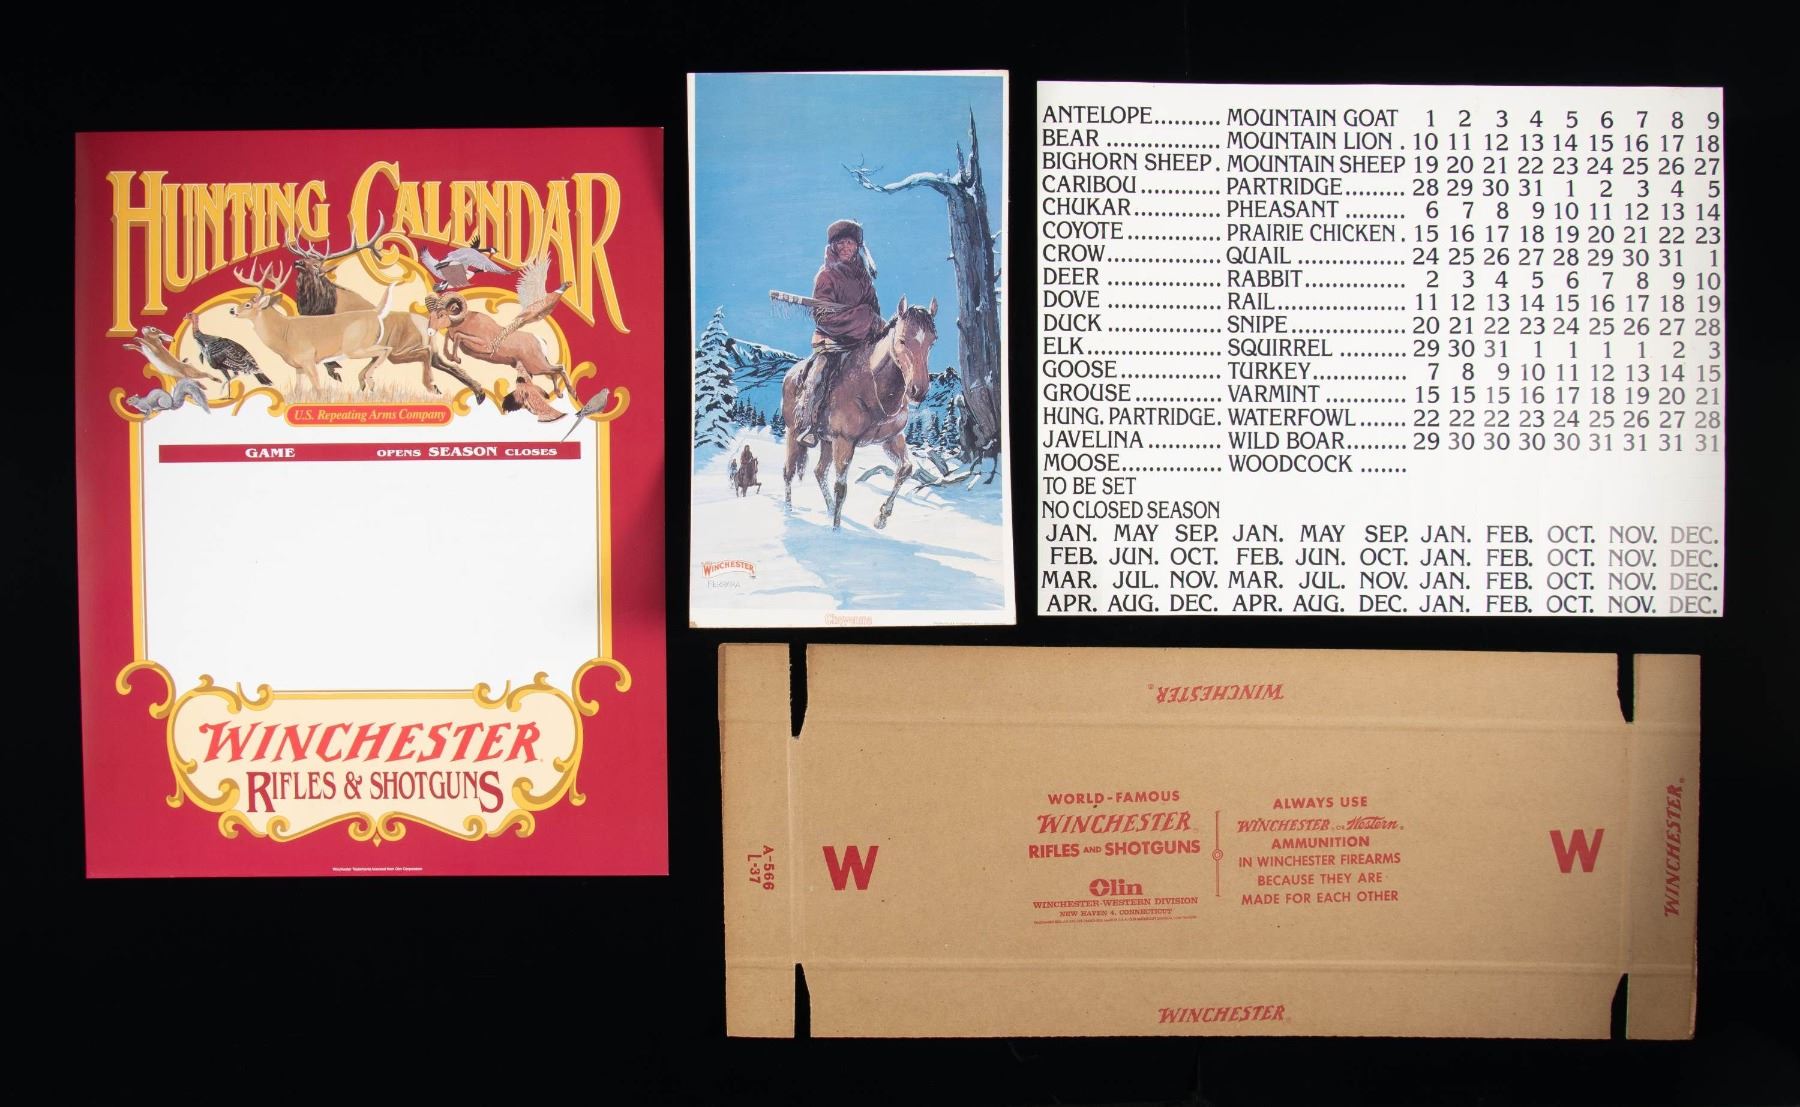 HUNTING CALENDAR
U.S. Repeating Arms Company
GAME OPENS SEASON CLOSES
WINCHESTER
RIFLES & SHOTGUNS
Winchester Trademarks licensed from Olin Corporation
WINCHESTER
Cheyenne
ANTELOPE.......... MOUNTAIN GOAT 1 2 3 4 5 6 7 8 9
BEAR ................. MOUNTAIN LION . 10 11 12 13 14 15 16 17 18
BIGHORN SHEEP. MOUNTAIN SHEEP 19 20 21 22 23 24 25 26 27
CARIBOU ............ PARTRIDGE......... 28 29 30 31 1 2 3 4 5
CHUKAR............. PHEASANT ......... 6 7 8 9 10 11 12 13 14
COYOTE .............. PRAIRIE CHICKEN . 15 16 17 18 19 20 21 22 23
CROW................. QUAIL ................ 24 25 26 27 28 29 30 31 1
DEER .................. RABBIT............... 2 3 4 5 6 7 8 9 10
DOVE ................. RAIL................... 11 12 13 14 15 16 17 18 19
DUCK ................. SNIPE................. 20 21 22 23 24 25 26 27 28
ELK.................... SQUIRREL .......... 29 30 31 1 1 1 1 2 3
GOOSE............... TURKEY.............. 7 8 9 10 11 12 13 14 15
GROUSE ............. VARMINT ............ 15 15 15 16 17 18 19 20 21
HUNG. PARTRIDGE. WATERFOWL....... 22 22 22 23 24 25 26 27 28
JAVELINA ........... WILD BOAR......... 29 30 30 30 30 31 31 31 31
MOOSE............... WOODCOCK .......
TO BE SET
NO CLOSED SEASON
JAN. MAY SEP. JAN. MAY SEP. JAN. FEB. OCT. NOV. DEC.
FEB. JUN. OCT. FEB. JUN. OCT. JAN. FEB. OCT. NOV. DEC.
MAR. JUL. NOV. MAR. JUL. NOV. JAN. FEB. OCT. NOV. DEC.
APR. AUG. DEC. APR. AUG. DEC. JAN. FEB. OCT. NOV. DEC.
WINCHESTER®
A-566
L-37
W
WORLD-FAMOUS
WINCHESTER®
RIFLES AND SHOTGUNS
Olin
WINCHESTER-WESTERN DIVISION
NEW HAVEN 4, CONNECTICUT
ALWAYS USE
WINCHESTER® OR Western®
AMMUNITION
IN WINCHESTER FIREARMS
BECAUSE THEY ARE
MADE FOR EACH OTHER
W
WINCHESTER®
WINCHESTER®